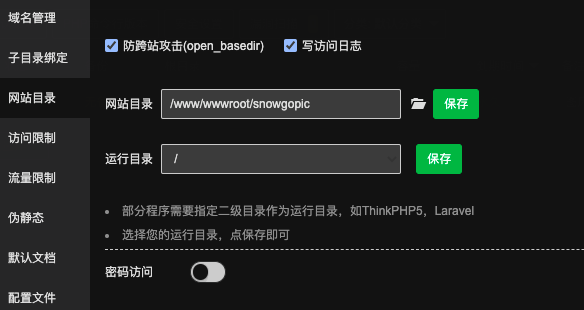 域名管理
子目录绑定
网站目录
访问限制
流量限制
伪静态
默认文档
配置文件
防跨站攻击(open_basedir) 写访问日志
网站目录 /www/wwwroot/snowgopic 保存
运行目录 / 保存
部分程序需要指定二级目录作为运行目录，如ThinkPHP5，Laravel
选择您的运行目录，点保存即可
密码访问